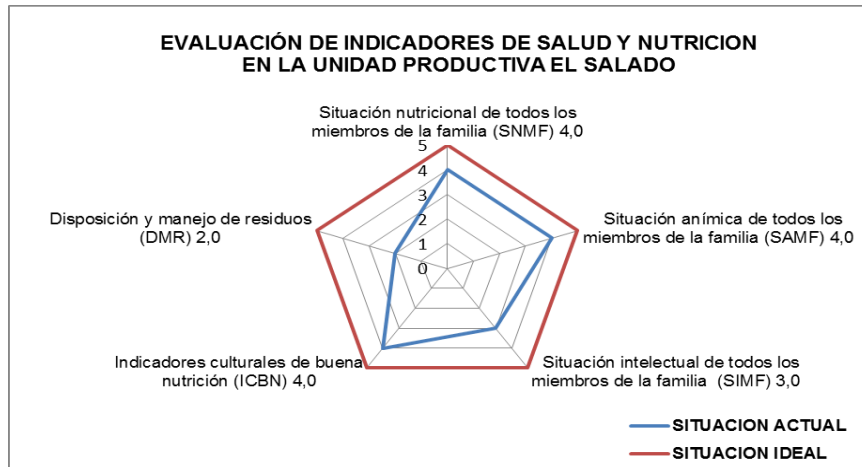 EVALUACIÓN DE INDICADORES DE SALUD Y NUTRICION
EN LA UNIDAD PRODUCTIVA EL SALADO
Situación nutricional de todos los
miembros de la familia (SNMF) 4,0
5
4
3
2
1
0
Situación anímica de todos los
miembros de la familia (SAMF) 4,0
Situación intelectual de todos los
miembros de la familia (SIMF) 3,0
Indicadores culturales de buena
nutrición (ICBN) 4,0
Disposición y manejo de residuos
(DMR) 2,0
SITUACION ACTUAL
SITUACION IDEAL